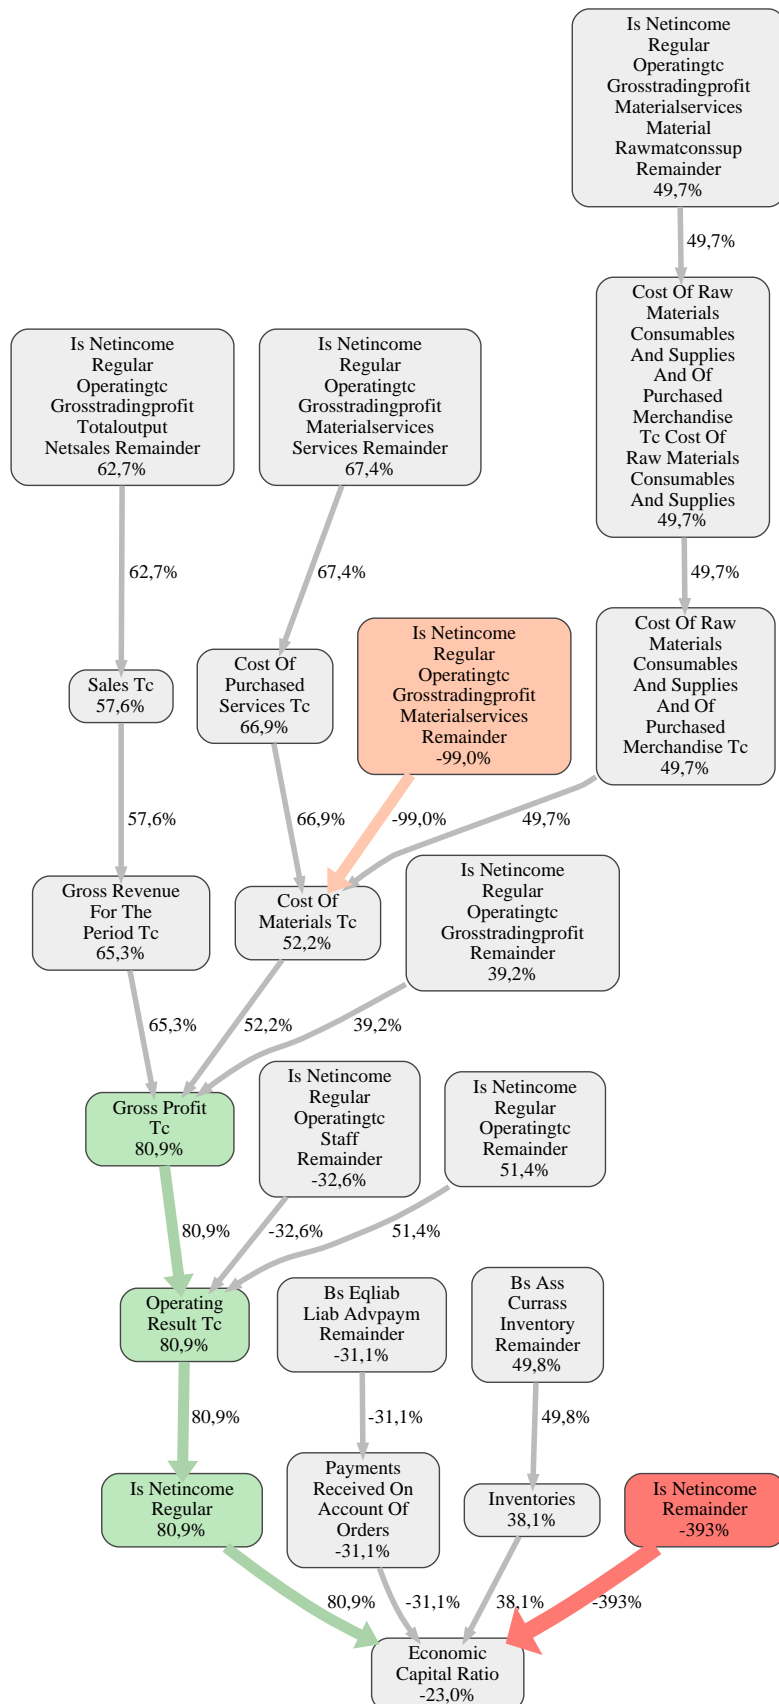 Is Netincome
Regular
Operatingtc
Grosstradingprofit
Materialservices
Material
Rawmatconssup
Remainder
49,7%
49,7%
Cost Of Raw
Materials
Consumables
And Supplies
And Of
Purchased
Merchandise
Tc Cost Of
Raw Materials
Consumables
And Supplies
49,7%
Is Netincome
Regular
Operatingtc
Grosstradingprofit
Totaloutput
Netsales Remainder
62,7%
Is Netincome
Regular
Operatingtc
Grosstradingprofit
Materialservices
Services Remainder
67,4%
62,7%
67,4%
49,7%
Sales Tc
57,6%
Cost Of
Purchased
Services Tc
66,9%
Is Netincome
Regular
Operatingtc
Grosstradingprofit
Materialservices
Remainder
-99,0%
Cost Of Raw
Materials
Consumables
And Supplies
And Of
Purchased
Merchandise Tc
49,7%
57,6%
66,9%
-99,0%
49,7%
Gross Revenue
For The
Period Tc
65,3%
Cost Of
Materials Tc
52,2%
Is Netincome
Regular
Operatingtc
Grosstradingprofit
Remainder
39,2%
65,3%
52,2%
39,2%
Gross Profit
Tc
80,9%
Is Netincome
Regular
Operatingtc
Staff
Remainder
-32,6%
Is Netincome
Regular
Operatingtc
Remainder
51,4%
80,9%
-32,6%
51,4%
Operating
Result Tc
80,9%
Bs Eqliab
Liab Advpaym
Remainder
-31,1%
Bs Ass
Currass
Inventory
Remainder
49,8%
80,9%
-31,1%
49,8%
Is Netincome
Regular
80,9%
Payments
Received On
Account Of
Orders
-31,1%
Inventories
38,1%
Is Netincome
Remainder
-393%
80,9%
-31,1%
38,1%
-393%
Economic
Capital Ratio
-23,0%